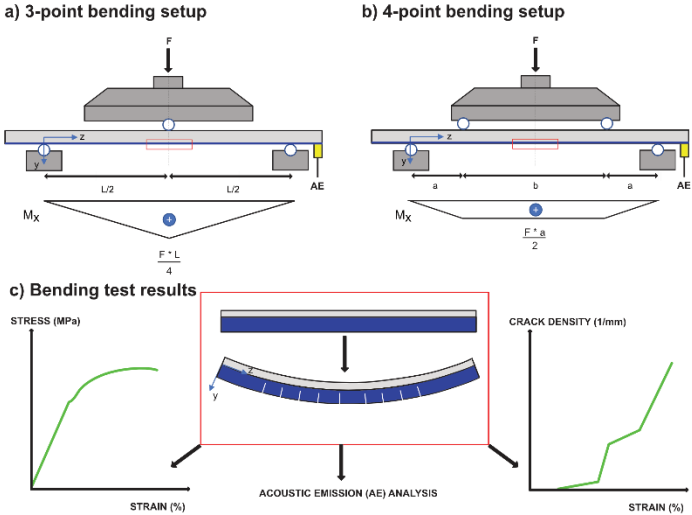 a) 3-point bending setup
F
z
y
L/2 L/2
AE
Mx
+
F * L
4
b) 4-point bending setup
F
z
y
a b a
AE
Mx
+
F * a
2
c) Bending test results
STRESS (MPa)
STRAIN (%)
z
y
ACOUSTIC EMISSION (AE) ANALYSIS
CRACK DENSITY (1/mm)
STRAIN (%)